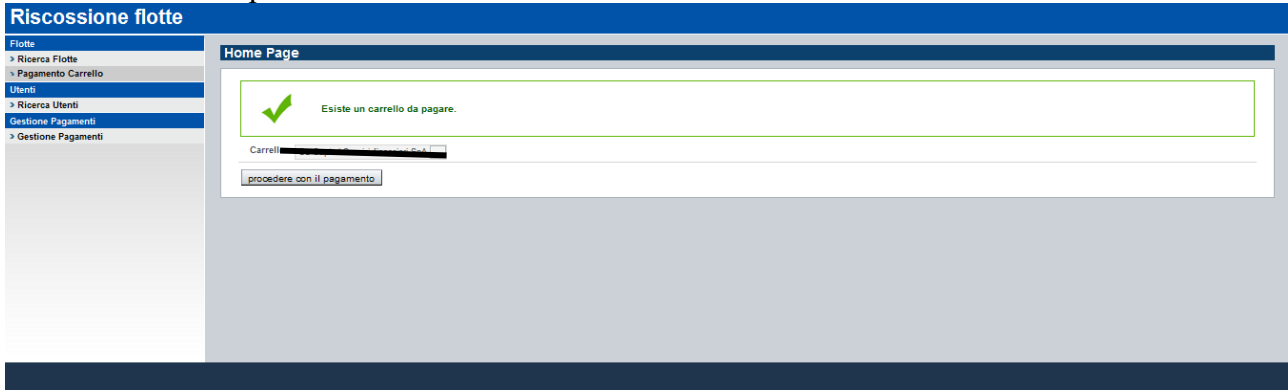 Riscossione flotte
Flotte
Ricerca Flotte
Pagamento Carrello
Utenti
Ricerca Utenti
Gestione Pagamenti
Gestione Pagamenti
Home Page
Esiste un carrello da pagare.
procedere con il pagamento